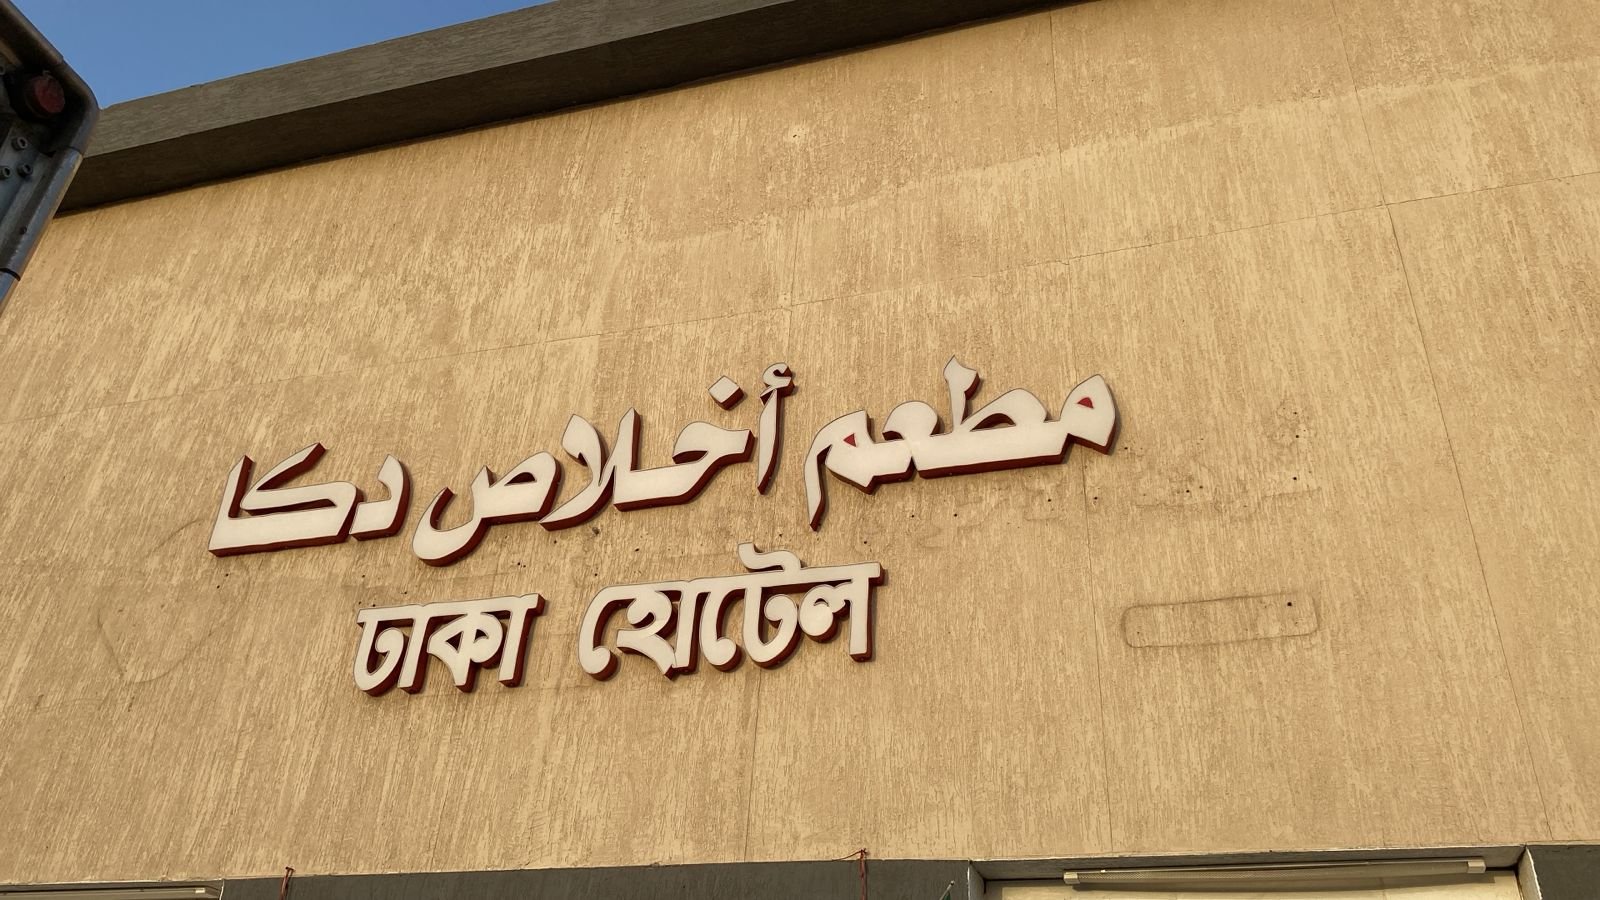 مطعم أخلاص دكا
ঢাকা হোটেল